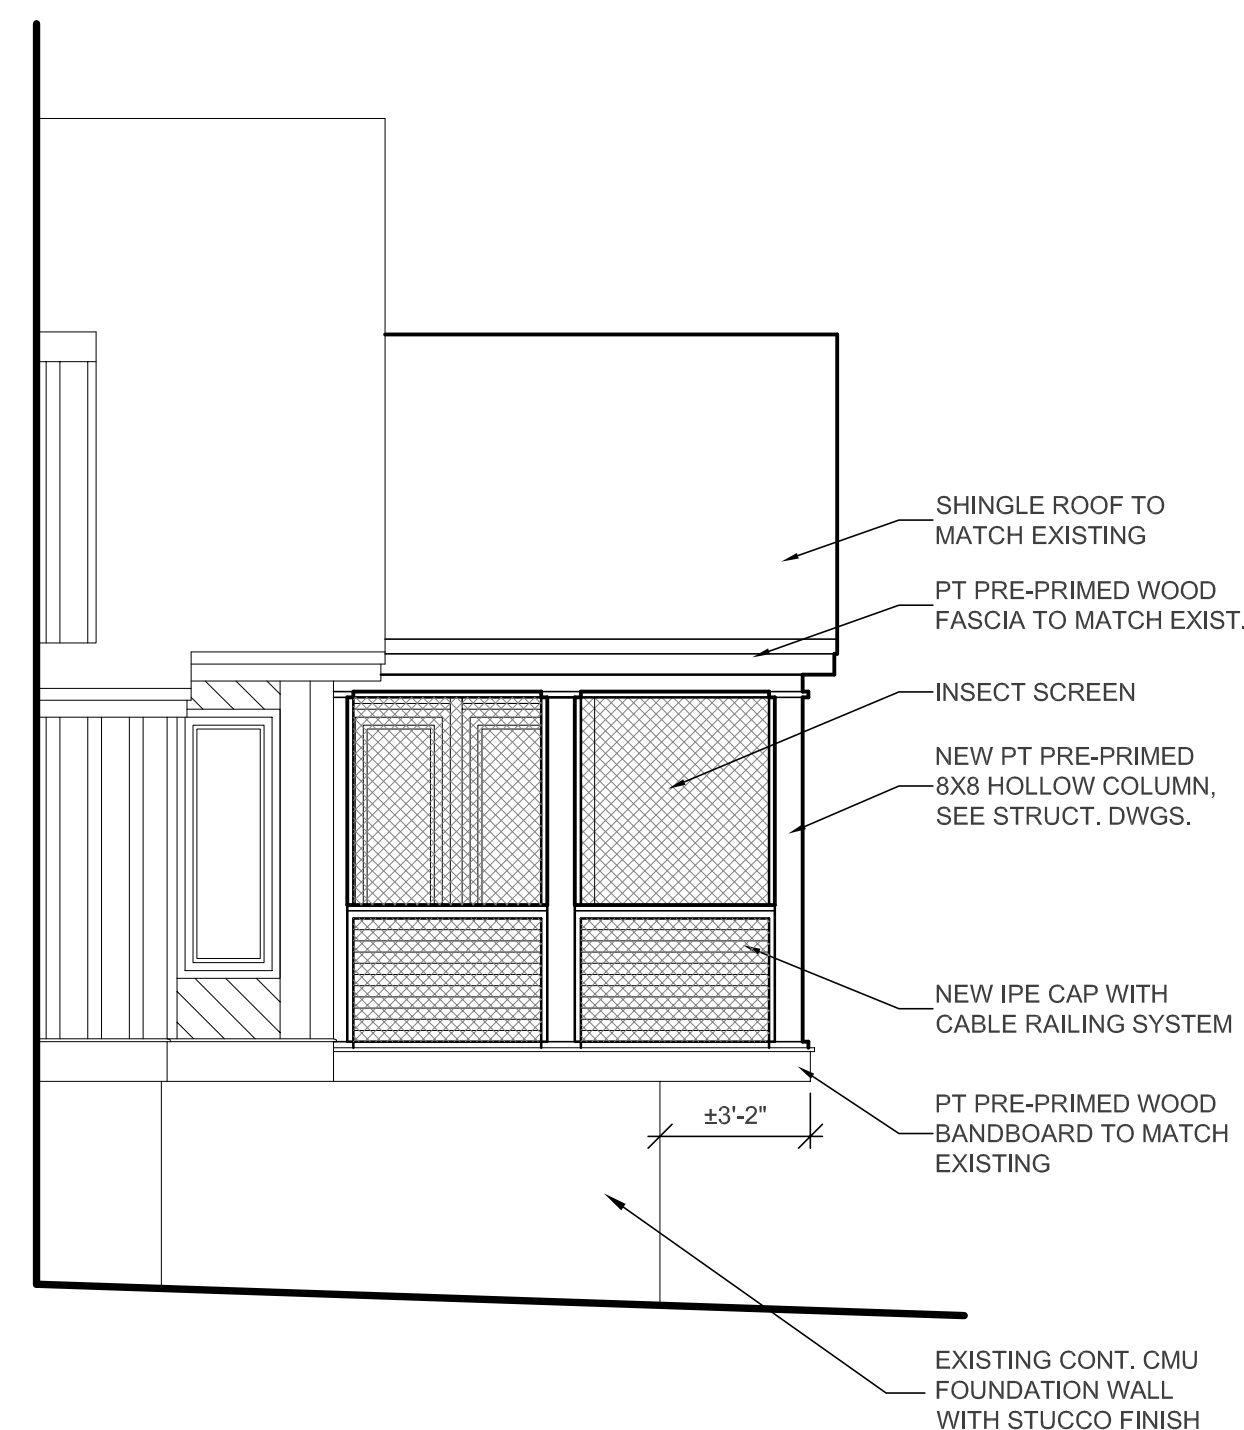 SHINGLE ROOF TO
MATCH EXISTING
PT PRE-PRIMED WOOD
FASCIA TO MATCH EXIST.
INSECT SCREEN
NEW PT PRE-PRIMED
8X8 HOLLOW COLUMN,
SEE STRUCT. DWGS.
NEW IPE CAP WITH
CABLE RAILING SYSTEM
PT PRE-PRIMED WOOD
BANDBOARD TO MATCH
EXISTING
±3'-2"
EXISTING CONT. CMU
FOUNDATION WALL
WITH STUCCO FINISH